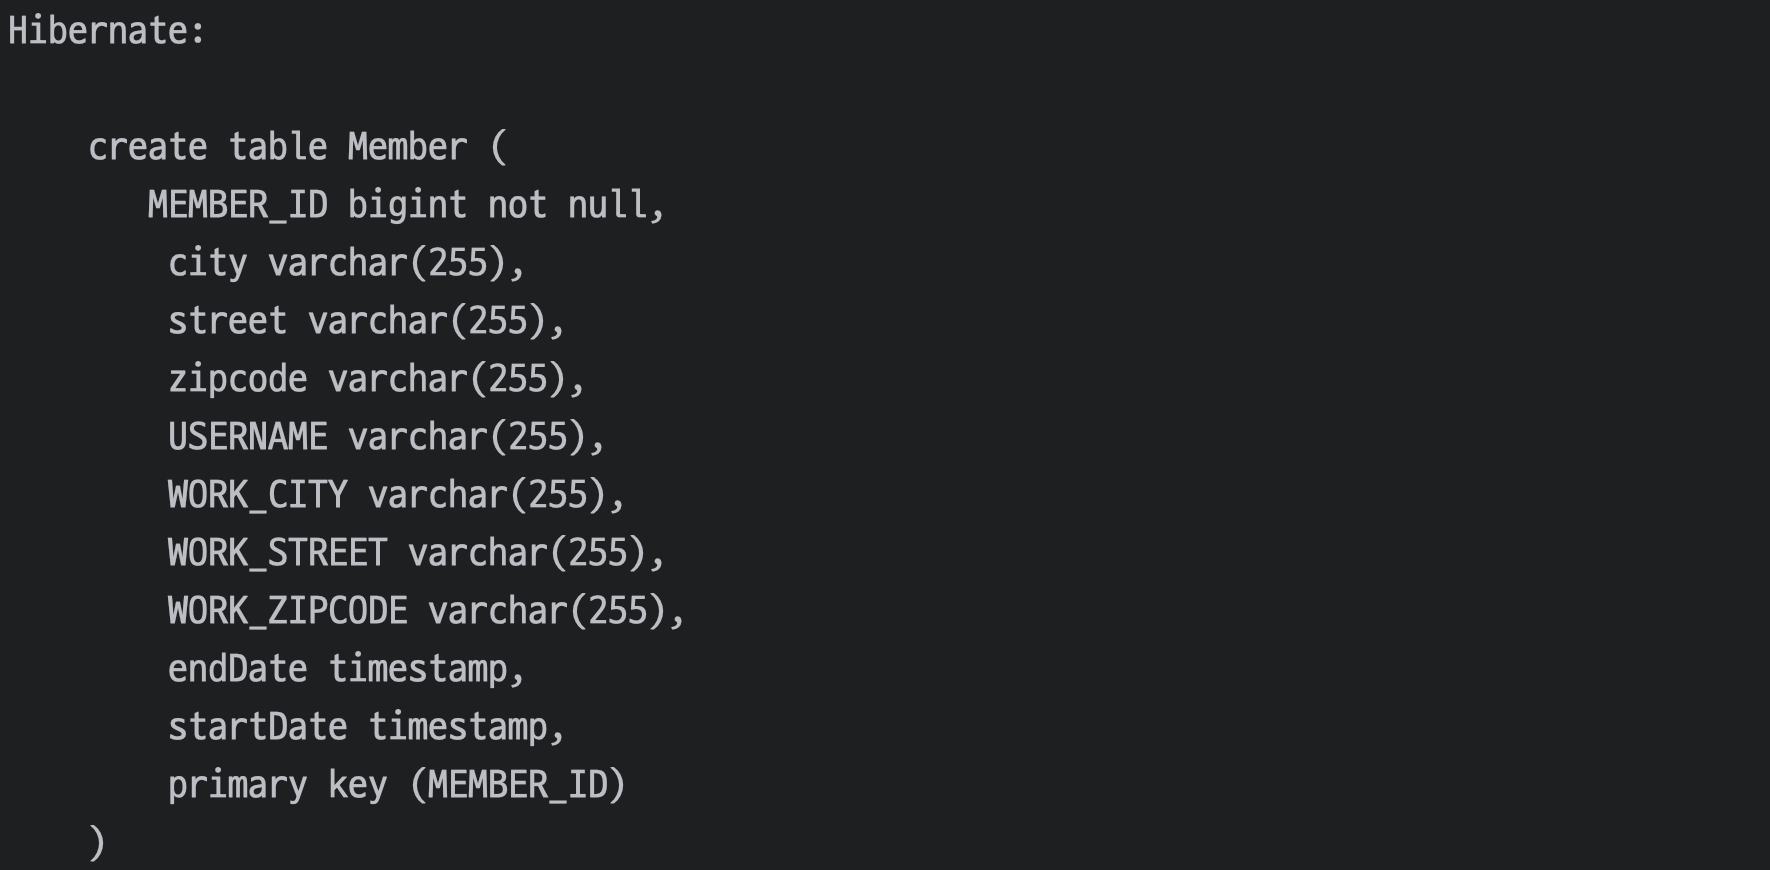 Hibernate:
create table Member (
MEMBER_ID bigint not null,
city varchar(255),
street varchar(255),
zipcode varchar(255),
USERNAME varchar(255),
WORK_CITY varchar(255),
WORK_STREET varchar(255),
WORK_ZIPCODE varchar(255),
endDate timestamp,
startDate timestamp,
primary key (MEMBER_ID)
)